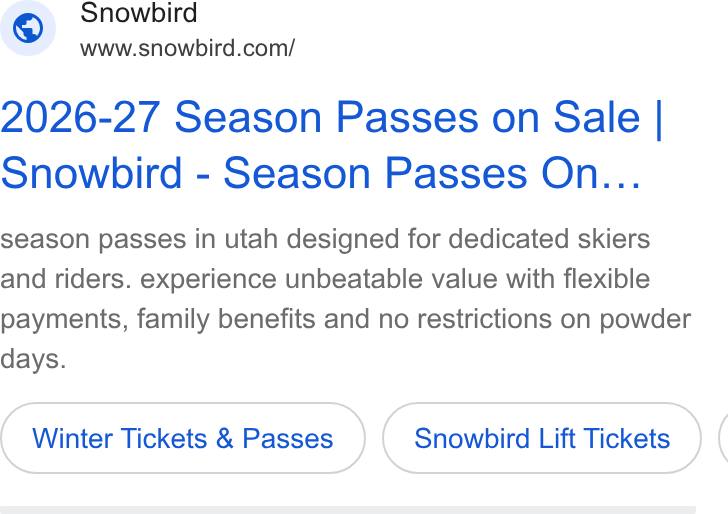 Snowbird
www.snowbird.com/
2026-27 Season Passes on Sale |
Snowbird - Season Passes On…
season passes in utah designed for dedicated skiers
and riders. experience unbeatable value with flexible
payments, family benefits and no restrictions on powder
days.
Winter Tickets & Passes
Snowbird Lift Tickets